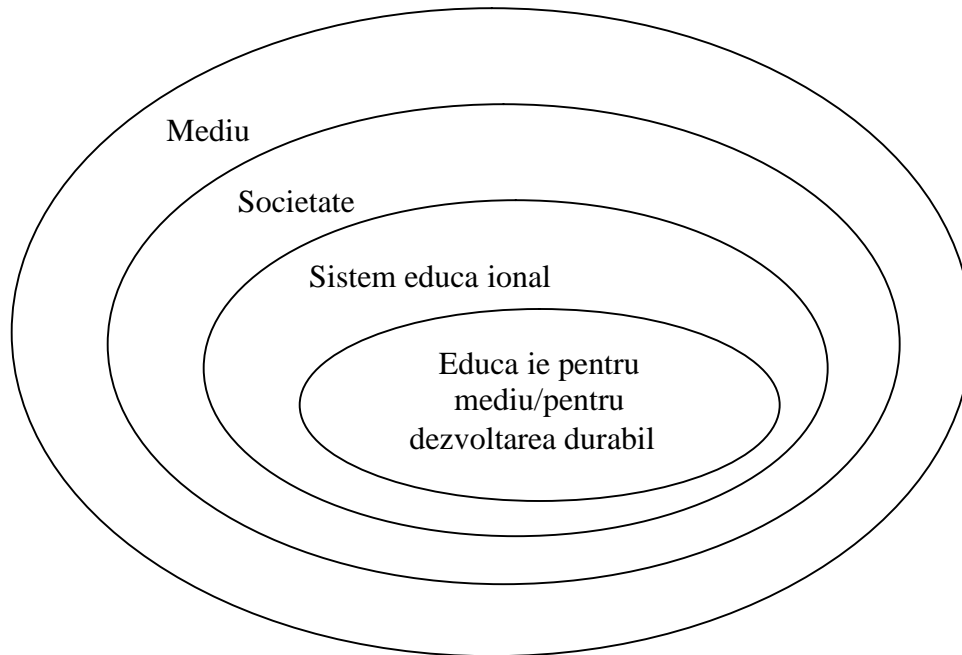 Mediu
Societate
Sistem educa ional
Educa ie pentru
mediu/pentru
dezvoltarea durabil